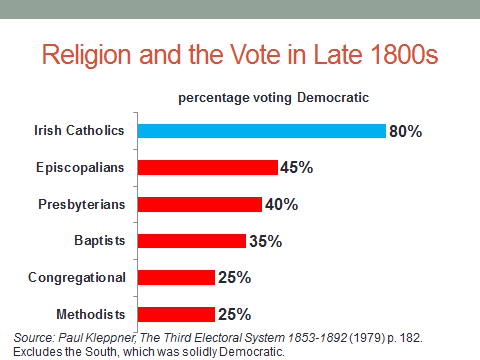 Religion and the Vote in Late 1800s
percentage voting Democratic
Irish Catholics 80%
Episcopalians 45%
Presbyterians 40%
Baptists 35%
Congregational 25%
Methodists 25%
Source: Paul Kleppner, The Third Electoral System 1853-1892 (1979) p. 182.
Excludes the South, which was solidly Democratic.